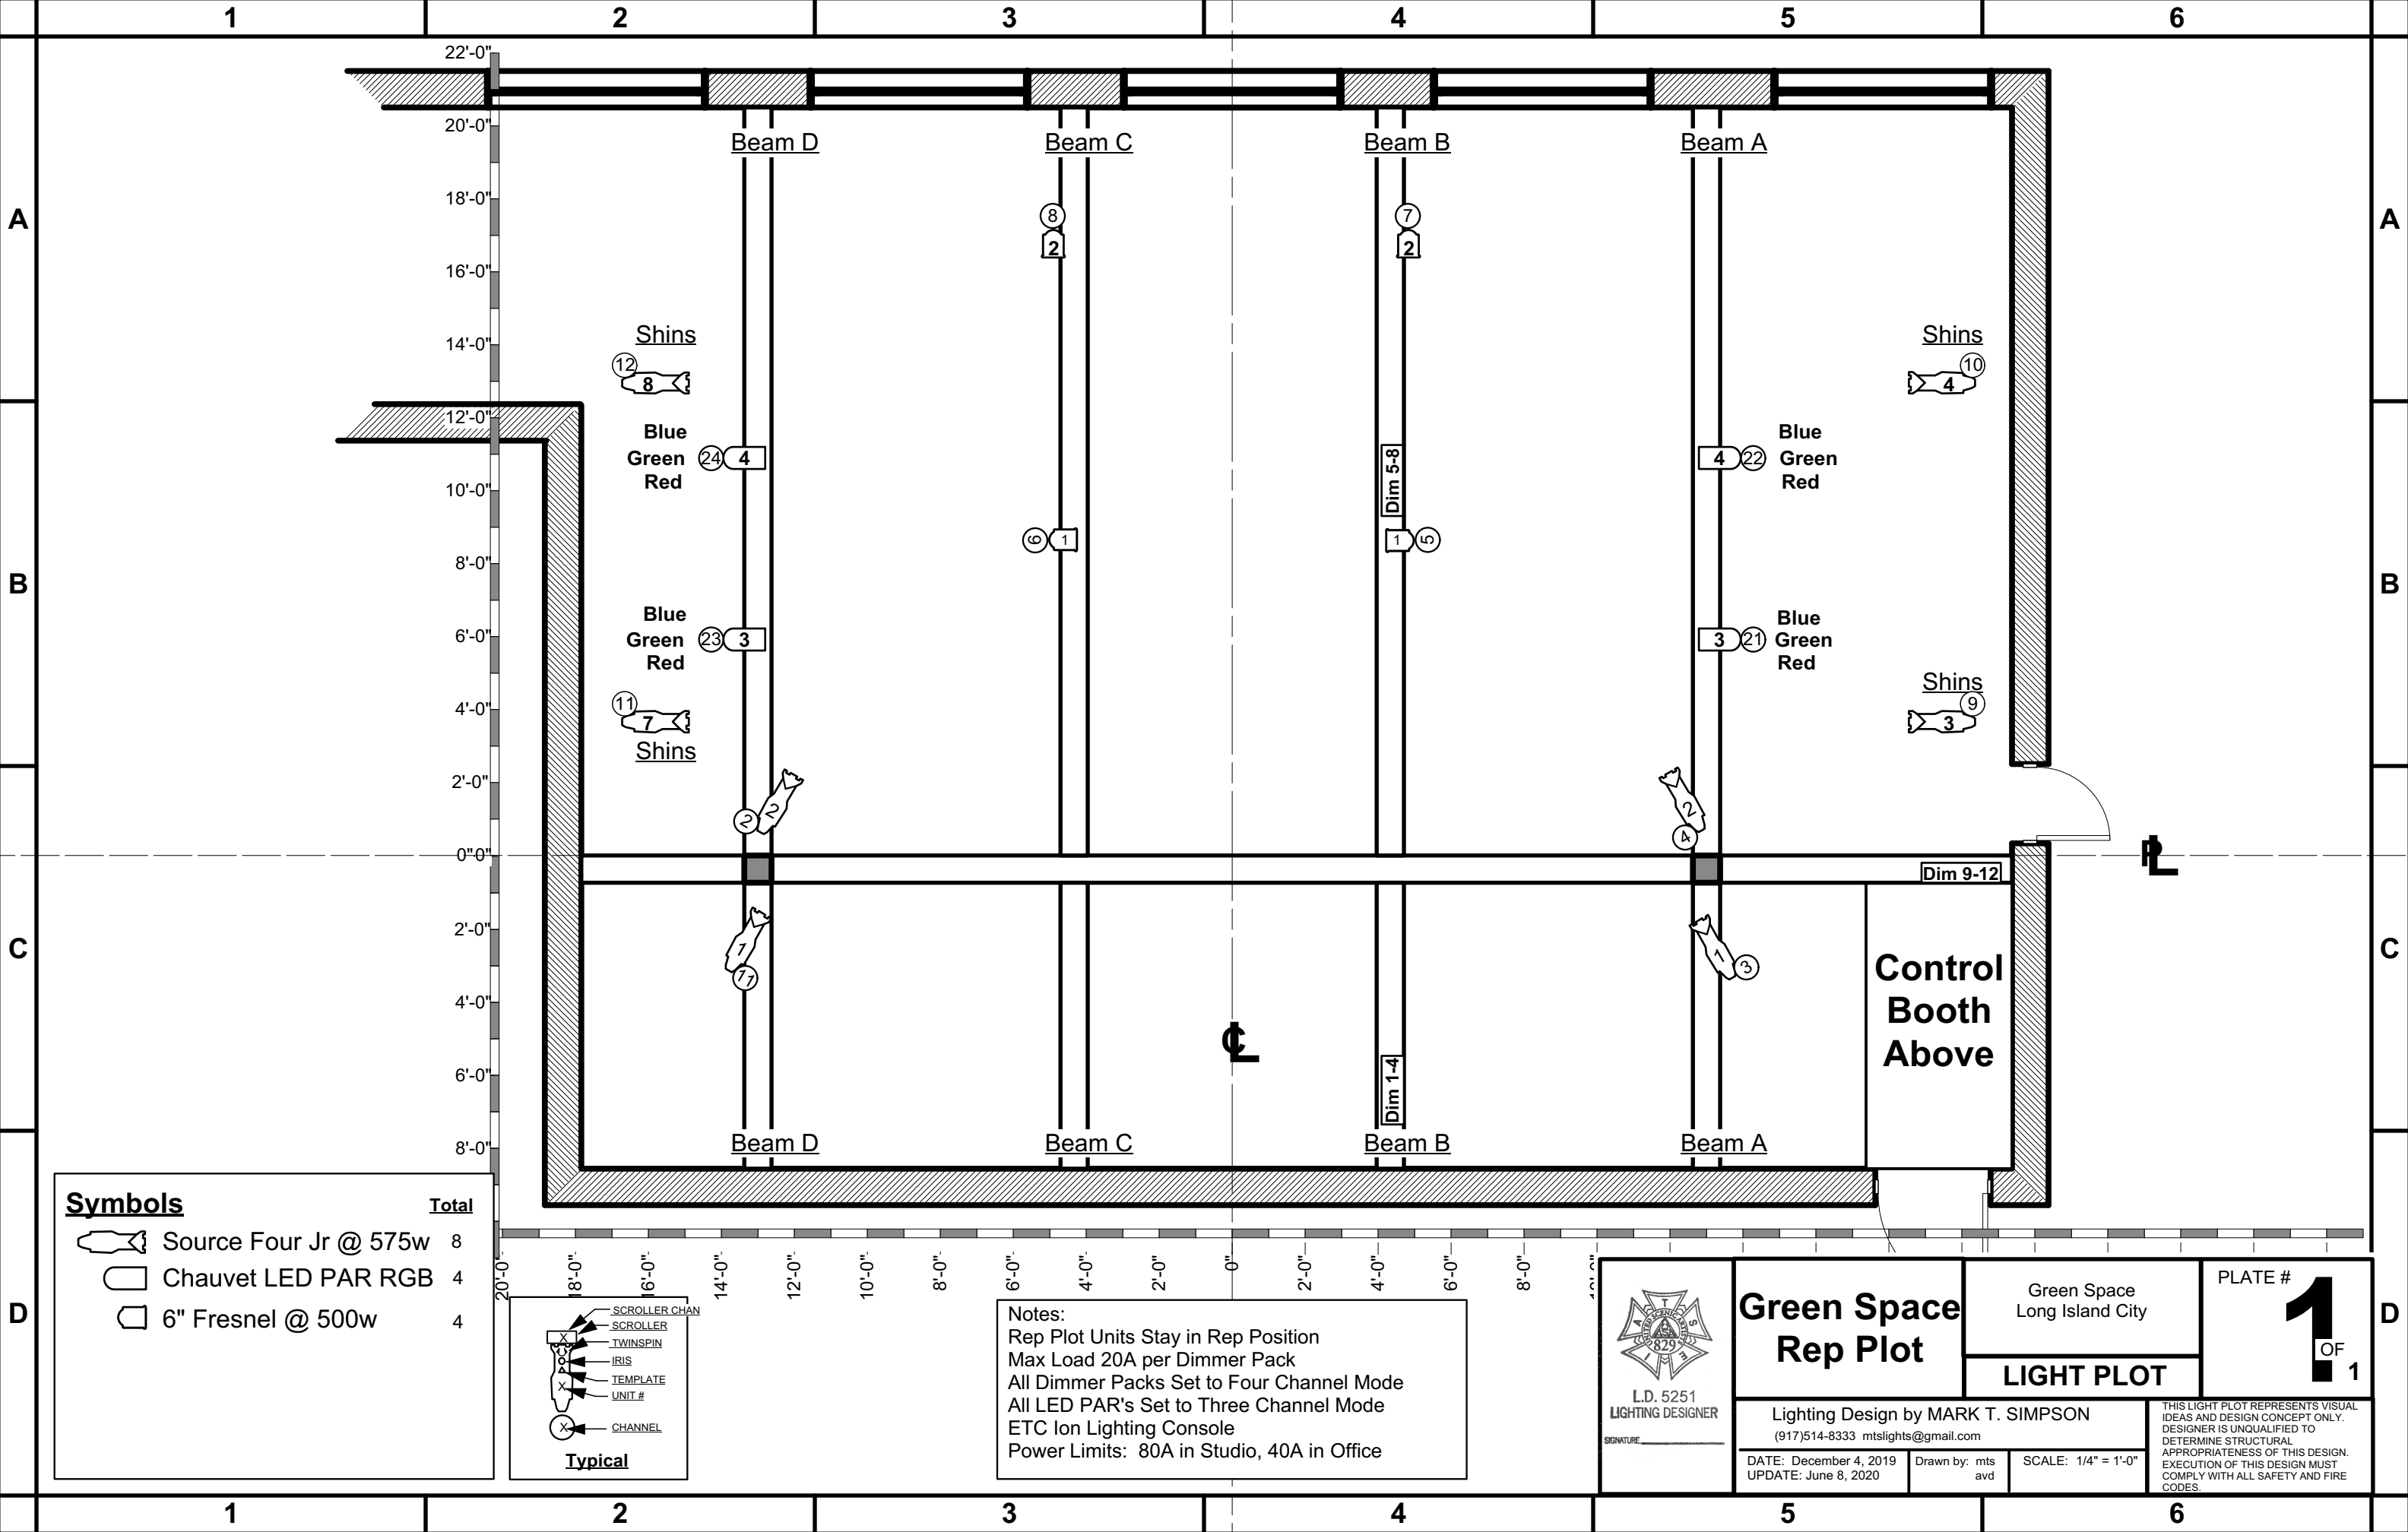 1 2 3 4 5 6
22'-0"
20'-0"
Beam D Beam C Beam B Beam A
18'-0"
A A
8 7
2 2
16'-0"
Shins Shins
14'-0"
12 10
8 4
12'-0"
Blue Blue
Green 24 4 4 22 Green
Red Red
Dim 5-8
10'-0"
6 1 1 5
8'-0"
B B
Blue Blue
6'-0"
Green 23 3 3 21 Green
Red Red
Shins
4'-0"
11 9
7 3
Shins
2'-0"
2 2
2 4
0"-0"
PL
Dim 9-12
2'-0"
1 1
11 3
C C
Control
Booth
Above
4'-0"
CL
6'-0"
Dim 1-4
8'-0"
Beam D Beam C Beam B Beam A
20'-0" 18'-0" 16'-0" 14'-0" 12'-0" 10'-0" 8'-0" 6'-0" 4'-0" 2'-0" 0" 2'-0" 4'-0" 6'-0" 8'-0"
D D
Symbols Total
Source Four Jr @ 575w 8
Chauvet LED PAR RGB 4
6" Fresnel @ 500w 4
SCROLLER CHAN
SCROLLER
TWINSPIN
IRIS
TEMPLATE
UNIT #
CHANNEL
X
X
X
Typical
Notes:
Rep Plot Units Stay in Rep Position
Max Load 20A per Dimmer Pack
All Dimmer Packs Set to Four Channel Mode
All LED PAR's Set to Three Channel Mode
ETC Ion Lighting Console
Power Limits:  80A in Studio, 40A in Office
829
L.D. 5251
LIGHTING DESIGNER
SIGNATURE
Green Space
Rep Plot
Green Space
Long Island City
LIGHT PLOT
PLATE #
1
OF
1
Lighting Design by MARK T. SIMPSON
(917)514-8333  mtslights@gmail.com
DATE:  December 4, 2019
UPDATE: June 8, 2020
Drawn by:  mts
avd
SCALE:  1/4" = 1'-0"
THIS LIGHT PLOT REPRESENTS VISUAL
IDEAS AND DESIGN CONCEPT ONLY.
DESIGNER IS UNQUALIFIED TO
DETERMINE STRUCTURAL
APPROPRIATENESS OF THIS DESIGN.
EXECUTION OF THIS DESIGN MUST
COMPLY WITH ALL SAFETY AND FIRE
CODES.
1 2 3 4 5 6